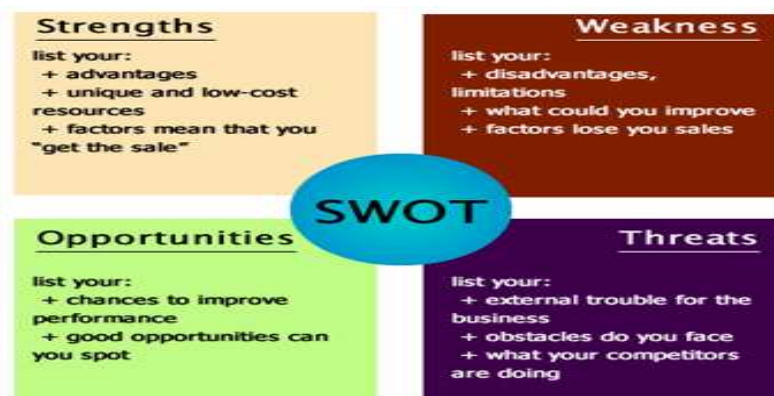 Strengths
list your:
+ advantages
+ unique and low-cost
resources
+ factors mean that you
"get the sale"
Weakness
list your:
+ disadvantages,
limitations
+ what could you improve
+ factors lose you sales
SWOT
Opportunities
list your:
+ chances to improve
performance
+ good opportunities can
you spot
Threats
list your:
+ external trouble for the
business
+ obstacles do you face
+ what your competitors
are doing